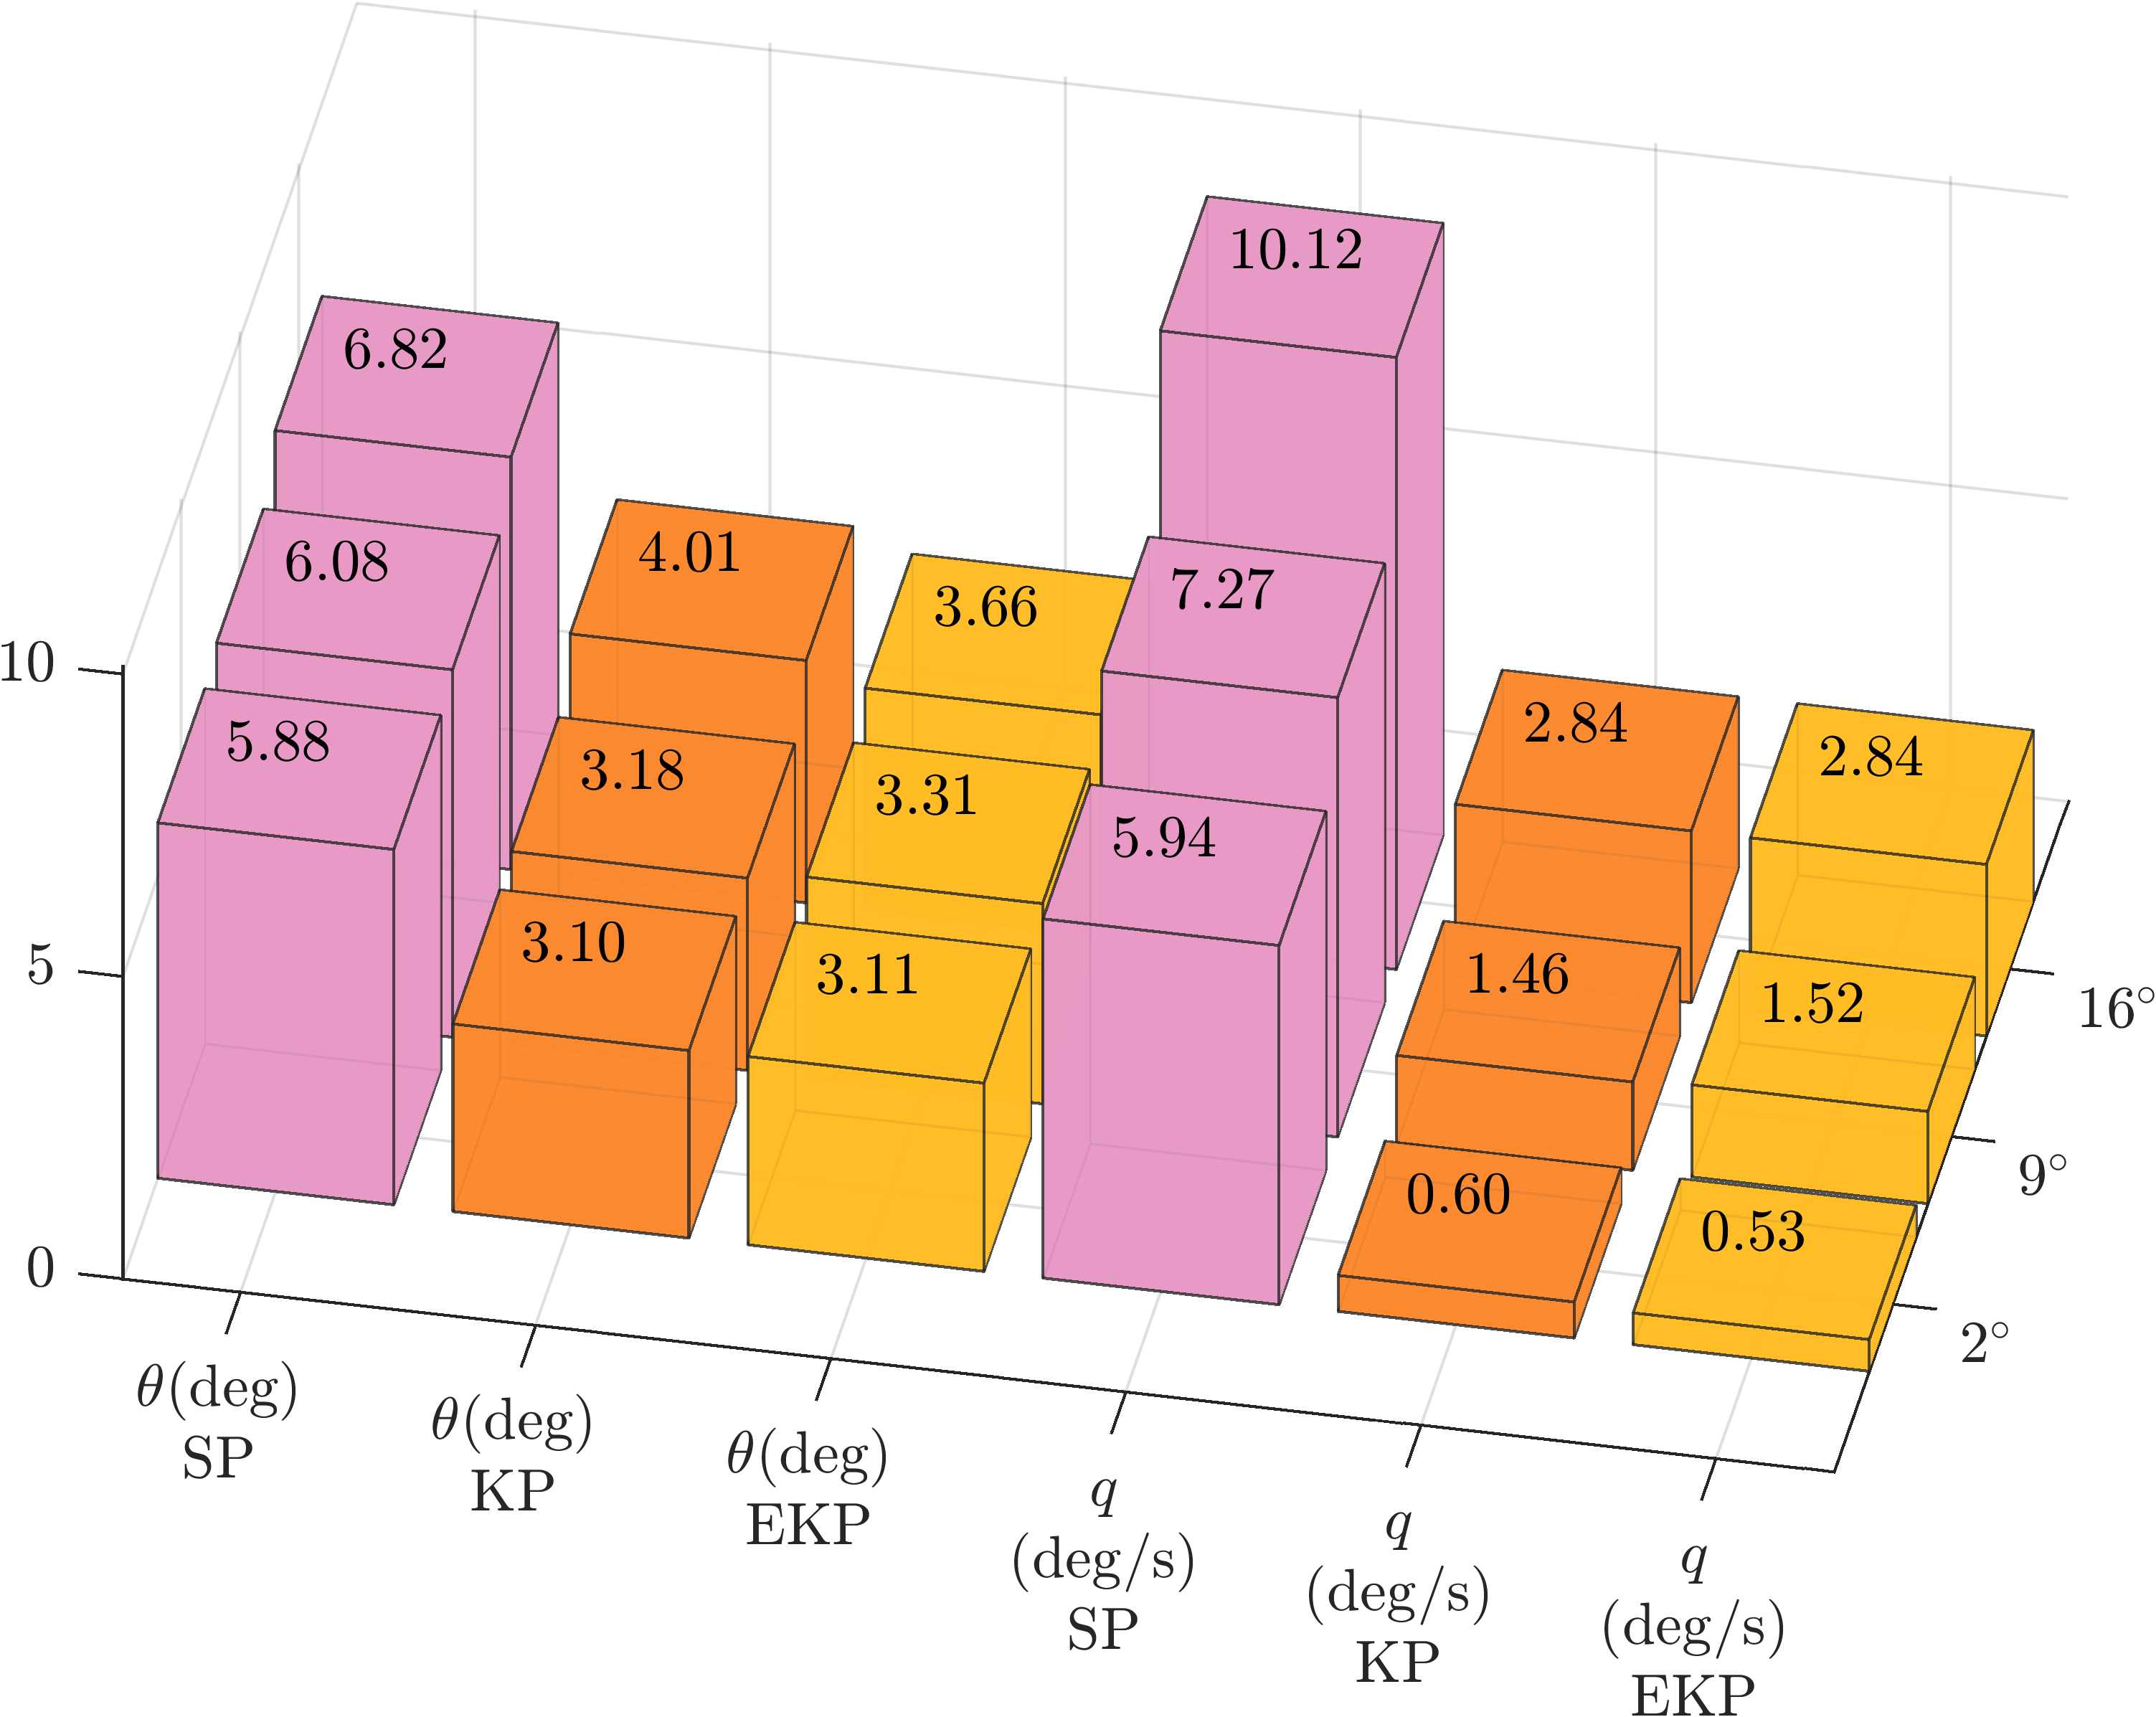 10.12
6.82
4.01
6.08
3.66
7.27
10
5.88
3.18
3.31
2.84
2.84
5.94
3.10
5
3.11
1.46
1.52
16°
0.60
9°
0.53
0
2°
θ(deg)
SP
θ(deg)
KP
θ(deg)
EKP
q
(deg/s)
SP
q
(deg/s)
KP
q
(deg/s)
EKP